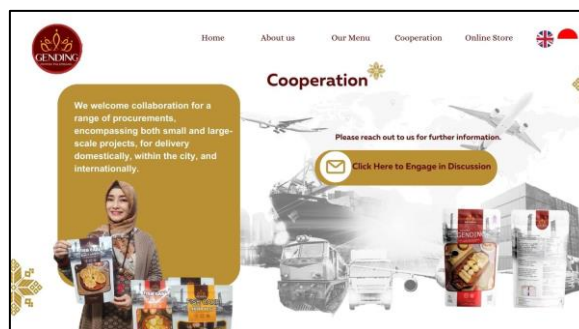 GENDING
Home
About us
Our Menu
Cooperation
Online Store
Cooperation
We welcome collaboration for a
range of procurements,
encompassing both small and large-
scale projects, for delivery
domestically, within the city, and
internationally.
Please reach out to us for further information.
Click Here to Engage in Discussion
GENDING